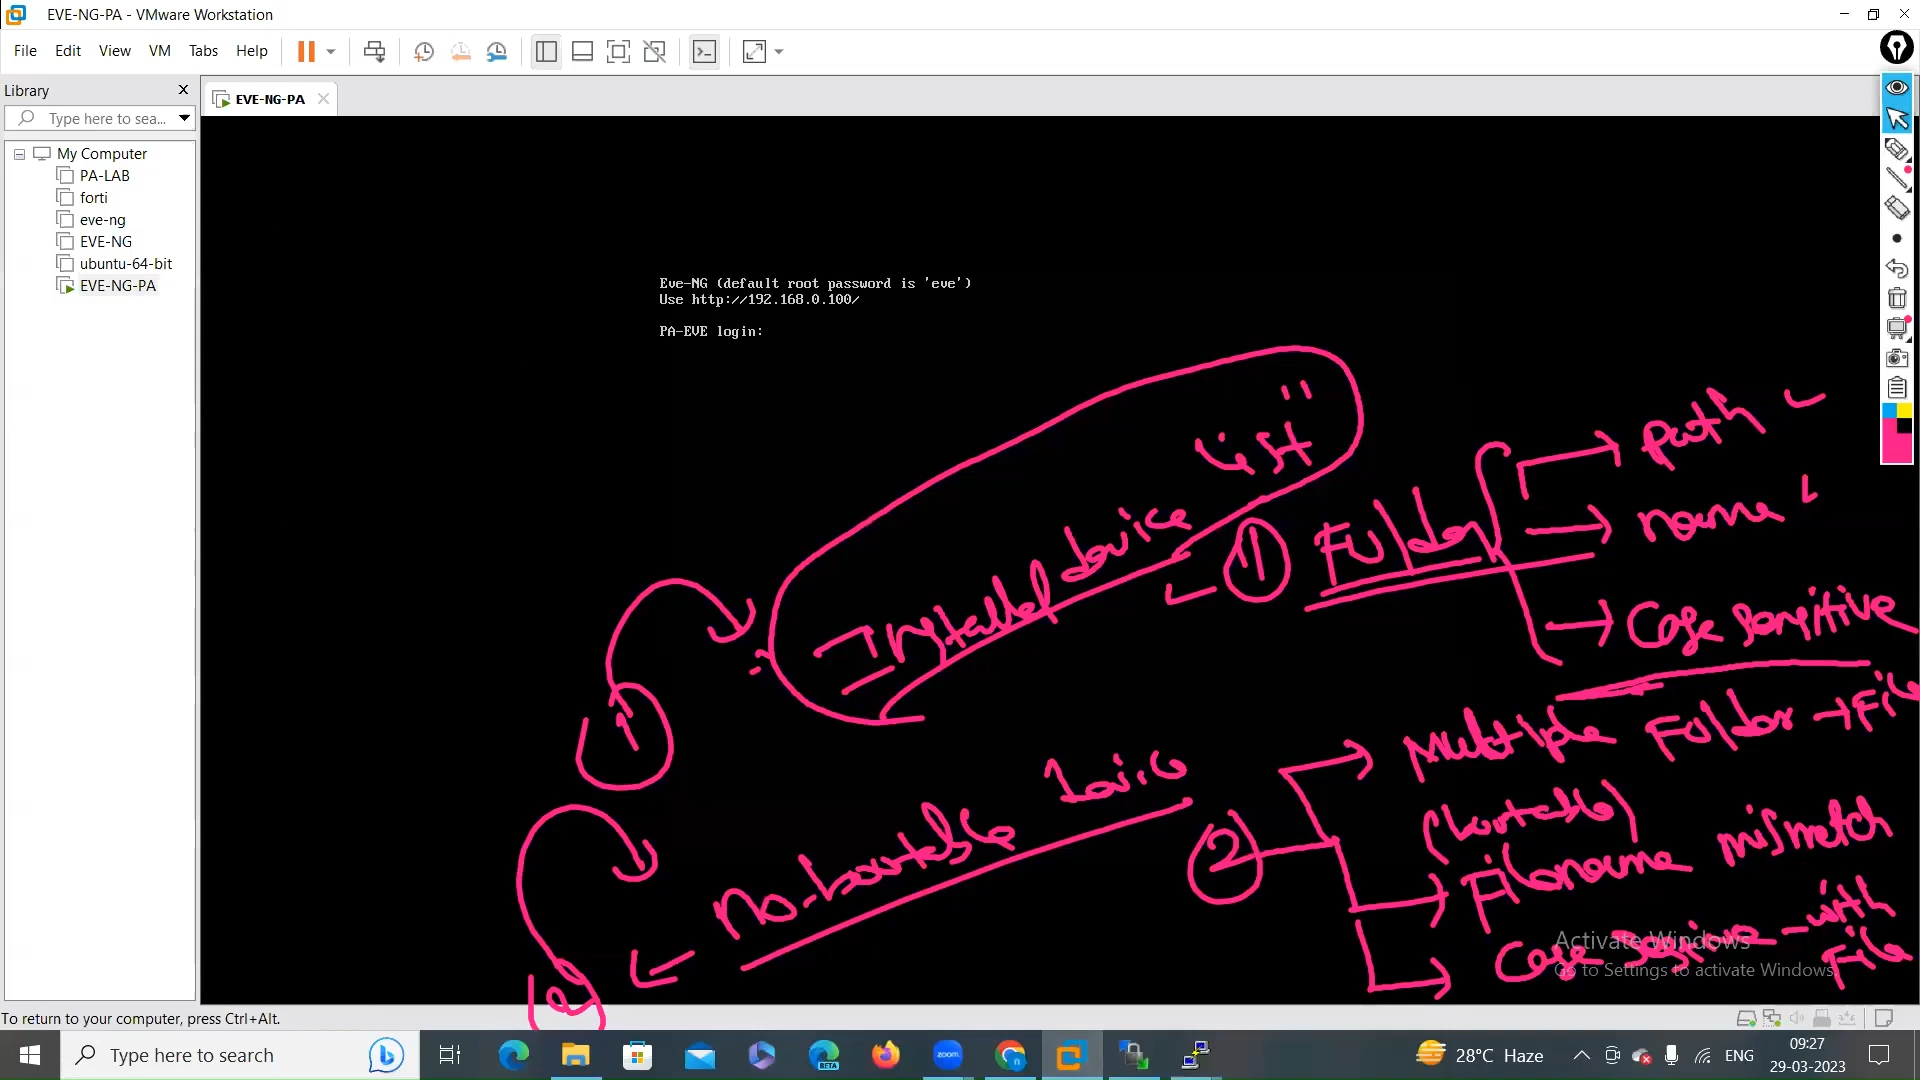 EVE-NG-PA - VMware Workstation
File Edit View VM Tabs Help
Library
EVE-NG-PA
Type here to sea...
My Computer
PA-LAB
forti
eve-ng
EVE-NG
ubuntu-64-bit
EVE-NG-PA
Eve-NG (default root password is 'eve')
Use http://192.168.0.100/
PA-EVE login:
Installed device list"
1 Folder
path
name
Case sensitive
1
no-bootable
2
Multiple Folder → File
(bootable)
Filename mismatch
Case - with File
2
Activate Windows
Go to Settings to activate Windows.
To return to your computer, press Ctrl+Alt.
Type here to search
BETA
zoom
28°C Haze
ENG
09:27
29-03-2023